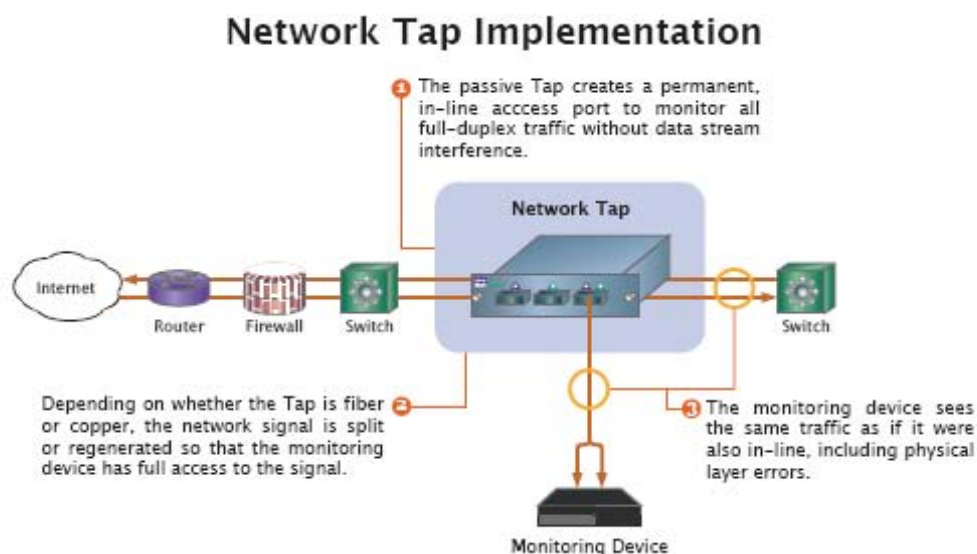 Network Tap Implementation
1 The passive Tap creates a permanent,
in-line acccess port to monitor all
full-duplex traffic without data stream
interference.
Network Tap
Internet
Router
Firewall
Switch
Switch
Depending on whether the Tap is fiber 2
or copper, the network signal is split
or regenerated so that the monitoring
device has full access to the signal.
3 The monitoring device sees
the same traffic as if it were
also in-line, including physical
layer errors.
Monitoring Device